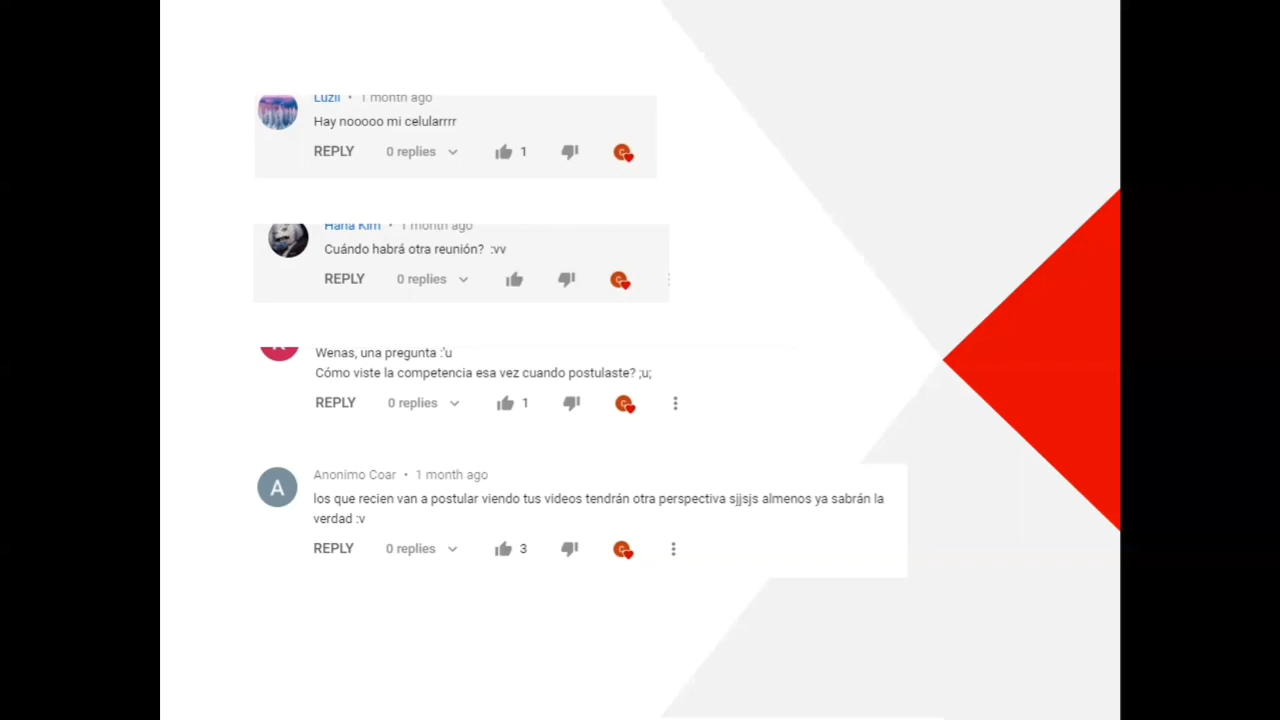 Luzii • 1 month ago
Hay nooooo mi celularrrr
REPLY 0 replies 1
Hana Kim • 1 month ago
Cuándo habrá otra reunión? :vv
REPLY 0 replies
Wenas, una pregunta :'u
Cómo viste la competencia esa vez cuando postulaste? ;u;
REPLY 0 replies 1
A
Anonimo Coar • 1 month ago
los que recien van a postular viendo tus videos tendrán otra perspectiva sjjsjs almenos ya sabrán la
verdad :v
REPLY 0 replies 3